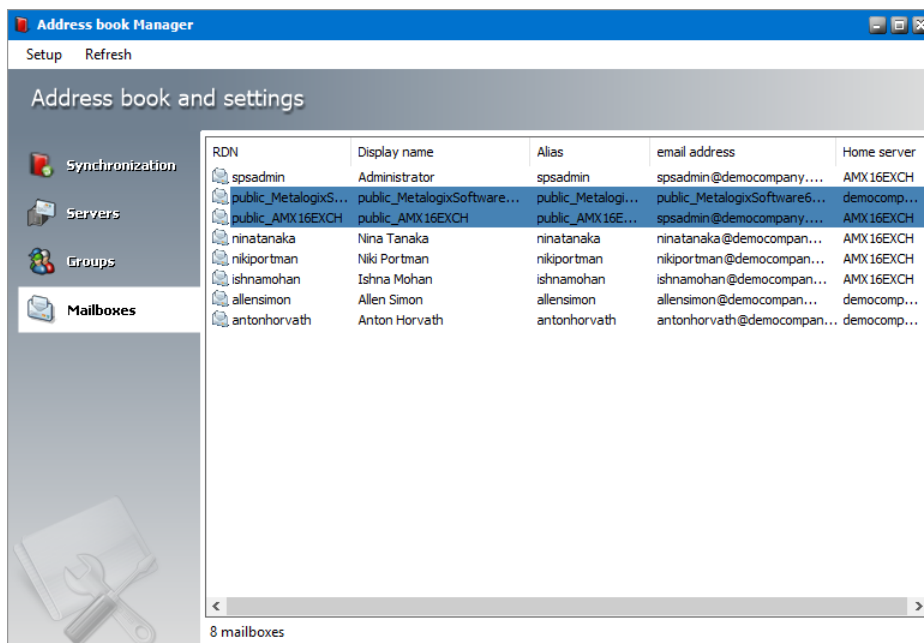 Address book Manager
Setup Refresh
Address book and settings
Synchronization
Servers
Groups
Mailboxes
RDN Display name Alias email address Home server
spsadmin Administrator spsadmin spsadmin@democompany.... AMX16EXCH
public_MetalogixS... public_MetalogixSoftware... public_Metalogi... public_MetalogixSoftware6... democomp...
public_AMX16EXCH public_AMX16EXCH public_AMX16E... spsadmin@democompany.... AMX16EXCH
ninatanaka Nina Tanaka ninatanaka ninatanaka@democompan... AMX16EXCH
nikiportman Niki Portman nikiportman nikiportman@democompan... AMX16EXCH
ishnamohan Ishna Mohan ishnamohan ishnamohan@democompan... AMX16EXCH
allensimon Allen Simon allensimon allensimon@democompan... democomp...
antonhorvath Anton Horvath antonhorvath antonhorvath@democompan... democomp...
8 mailboxes